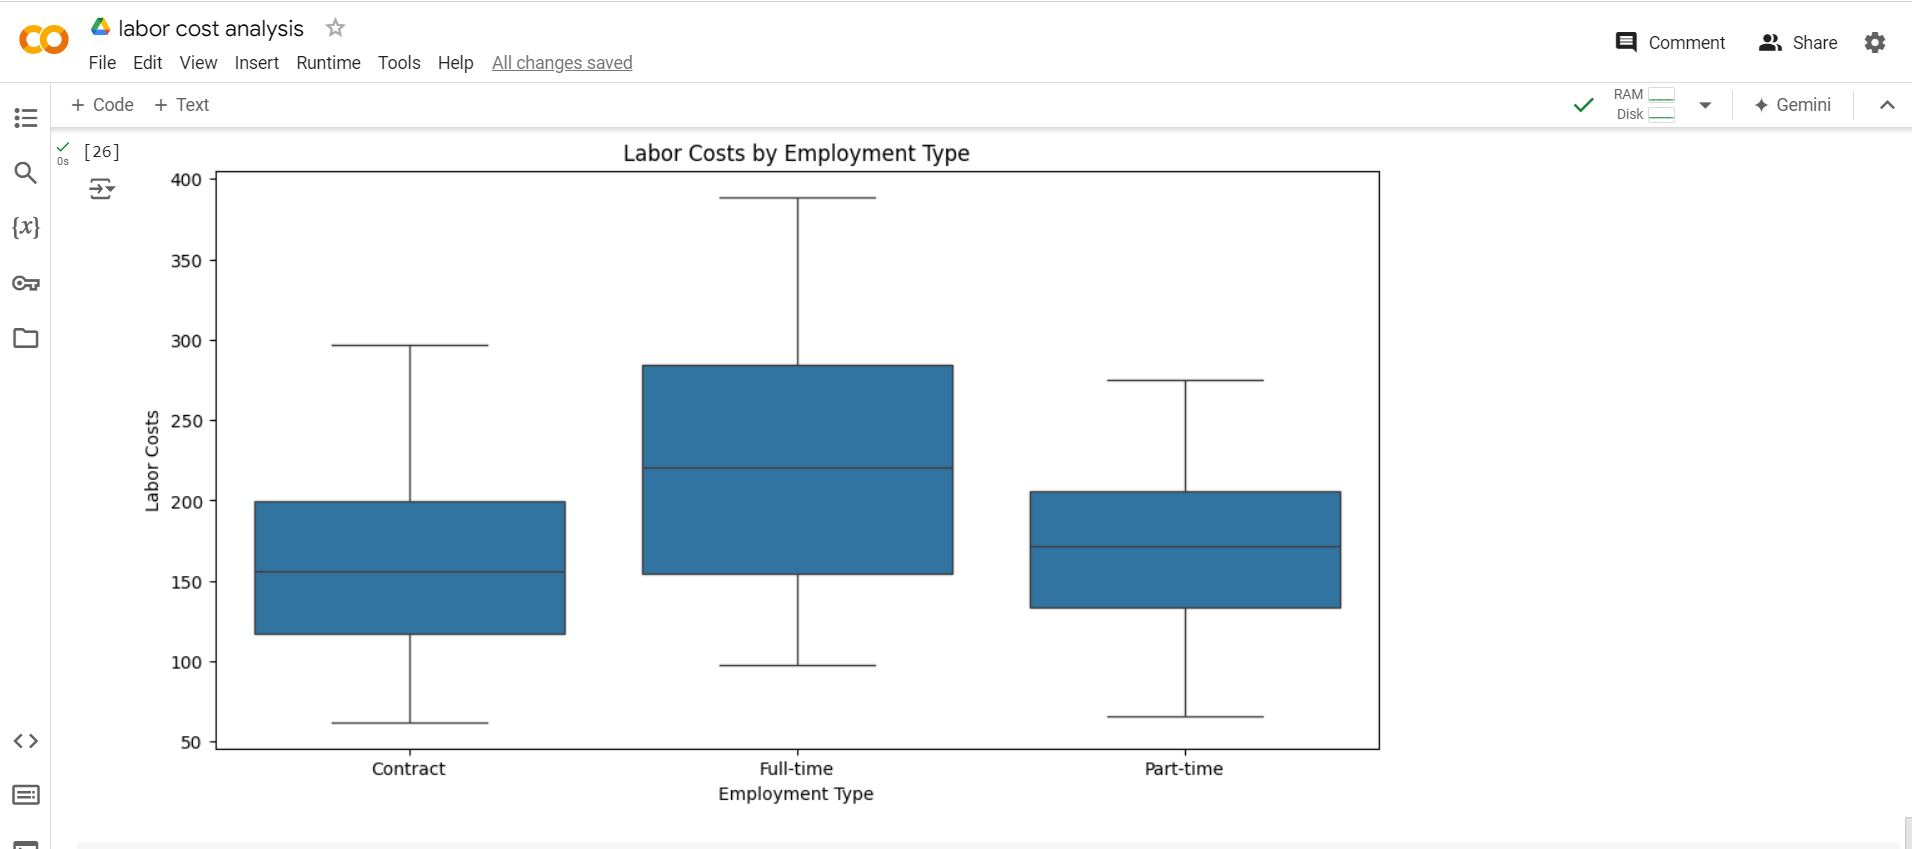 labor cost analysis
File Edit View Insert Runtime Tools Help All changes saved
Comment Share
+ Code + Text
RAM
Disk
Gemini
{x}
0s
[26]
Labor Costs by Employment Type
400
350
300
250
200
150
100
50
Labor Costs
Contract Full-time Part-time
Employment Type